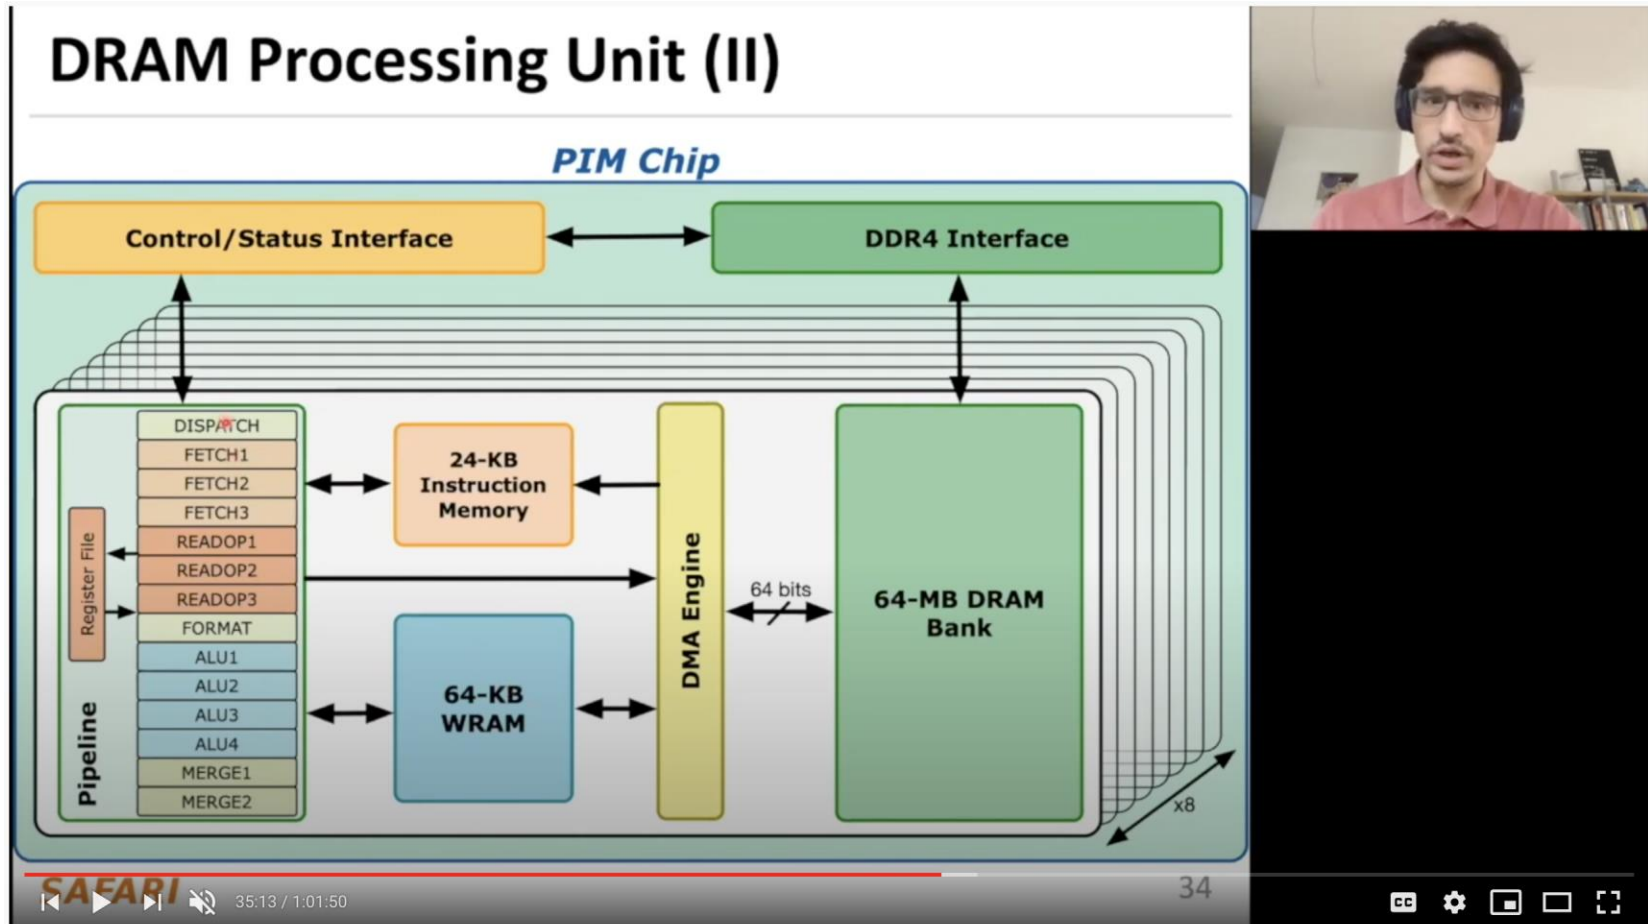 DRAM Processing Unit (II)
PIM Chip
Control/Status Interface
DDR4 Interface
DISPATCH
FETCH1
FETCH2
FETCH3
READOP1
READOP2
READOP3
FORMAT
ALU1
ALU2
ALU3
ALU4
MERGE1
MERGE2
Register File
Pipeline
24-KB
Instruction
Memory
64-KB
WRAM
DMA Engine
64 bits
64-MB DRAM
Bank
x8
SAFARI
34
35:13 / 1:01:50
CC